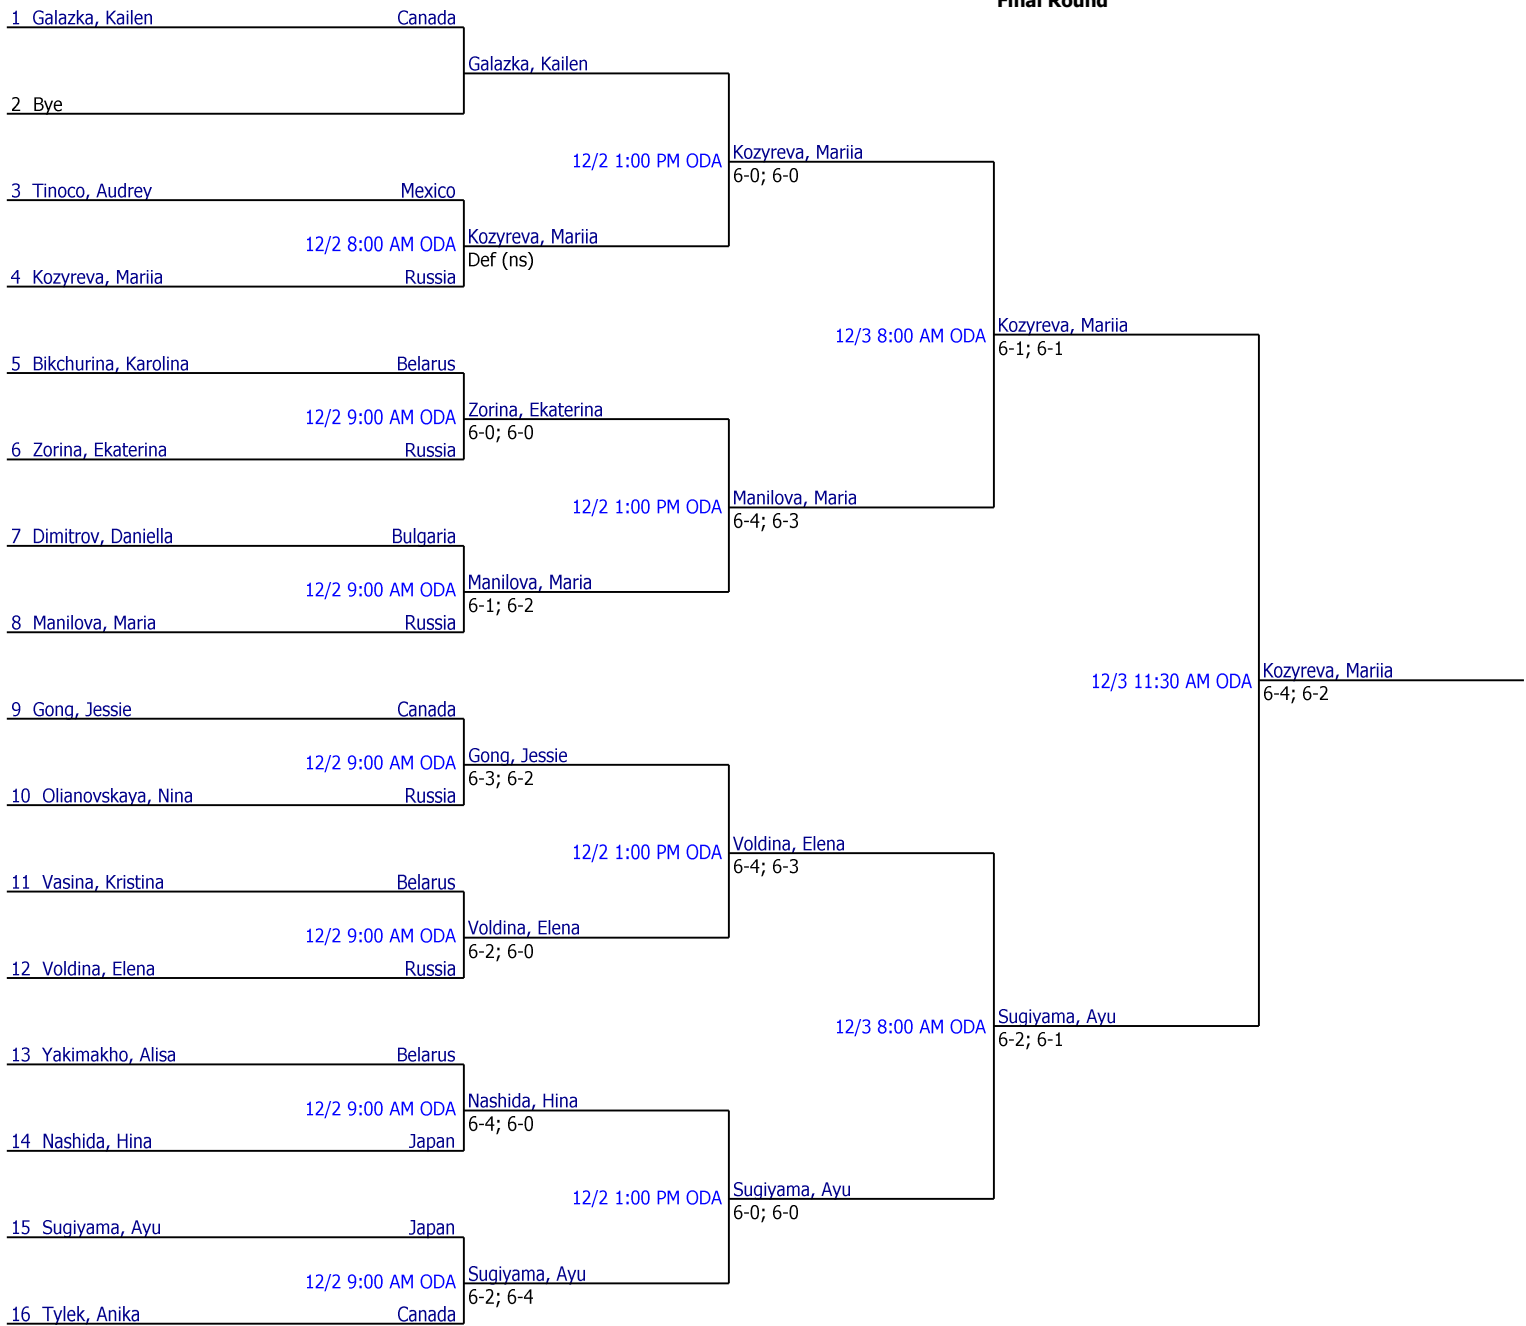 Final Round
1 Galazka, Kailen Canada
Galazka, Kailen
2 Bye
12/2 1:00 PM ODA Kozyreva, Mariia
6-0; 6-0
3 Tinoco, Audrey Mexico
12/2 8:00 AM ODA Kozyreva, Mariia
Def (ns)
4 Kozyreva, Mariia Russia
12/3 8:00 AM ODA Kozyreva, Mariia
6-1; 6-1
5 Bikchurina, Karolina Belarus
12/2 9:00 AM ODA Zorina, Ekaterina
6-0; 6-0
6 Zorina, Ekaterina Russia
12/2 1:00 PM ODA Manilova, Maria
6-4; 6-3
7 Dimitrov, Daniella Bulgaria
12/2 9:00 AM ODA Manilova, Maria
6-1; 6-2
8 Manilova, Maria Russia
12/3 11:30 AM ODA Kozyreva, Mariia
6-4; 6-2
9 Gong, Jessie Canada
12/2 9:00 AM ODA Gong, Jessie
6-3; 6-2
10 Olianovskaya, Nina Russia
12/2 1:00 PM ODA Voldina, Elena
6-4; 6-3
11 Vasina, Kristina Belarus
12/2 9:00 AM ODA Voldina, Elena
6-2; 6-0
12 Voldina, Elena Russia
12/3 8:00 AM ODA Sugiyama, Ayu
6-2; 6-1
13 Yakimakho, Alisa Belarus
12/2 9:00 AM ODA Nashida, Hina
6-4; 6-0
14 Nashida, Hina Japan
12/2 1:00 PM ODA Sugiyama, Ayu
6-0; 6-0
15 Sugiyama, Ayu Japan
12/2 9:00 AM ODA Sugiyama, Ayu
6-2; 6-4
16 Tylek, Anika Canada